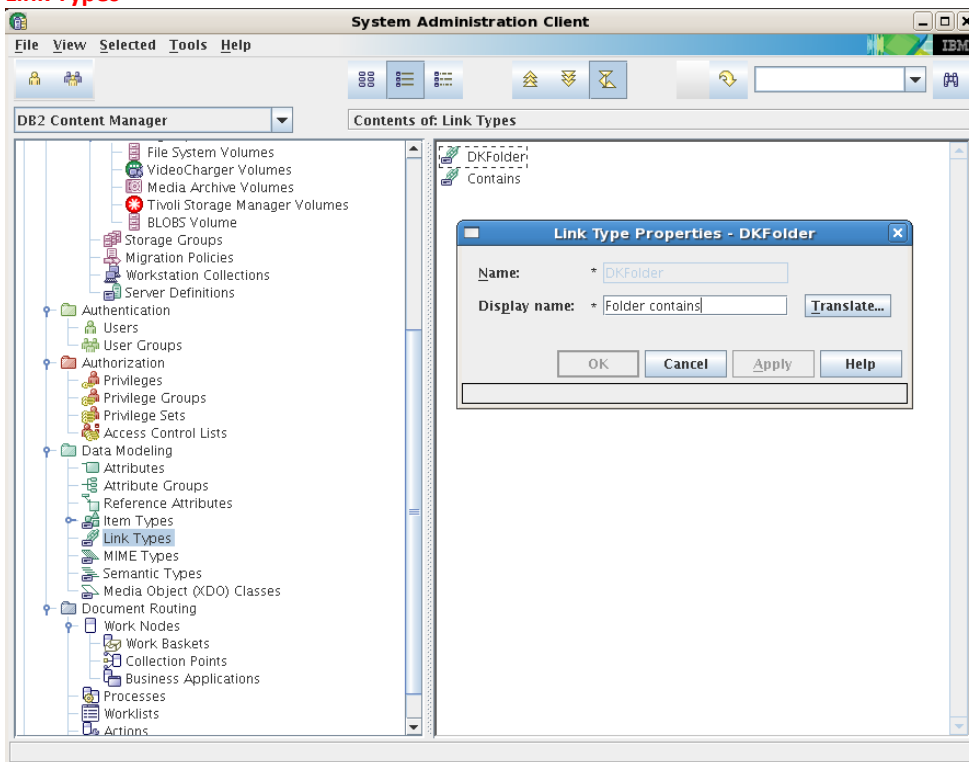 Link Types
System Administration Client
File View Selected Tools Help
IBM
DB2 Content Manager
Contents of: Link Types
File System Volumes
VideoCharger Volumes
Media Archive Volumes
Tivoli Storage Manager Volumes
BLOBS Volume
Storage Groups
Migration Policies
Workstation Collections
Server Definitions
Authentication
Users
User Groups
Authorization
Privileges
Privilege Groups
Privilege Sets
Access Control Lists
Data Modeling
Attributes
Attribute Groups
Reference Attributes
Item Types
Link Types
MIME Types
Semantic Types
Media Object (XDO) Classes
Document Routing
Work Nodes
Work Baskets
Collection Points
Business Applications
Processes
Worklists
Actions
DKFolder
Contains
Link Type Properties - DKFolder
Name: * DKFolder
Display name: * Folder contains Translate...
OK Cancel Apply Help